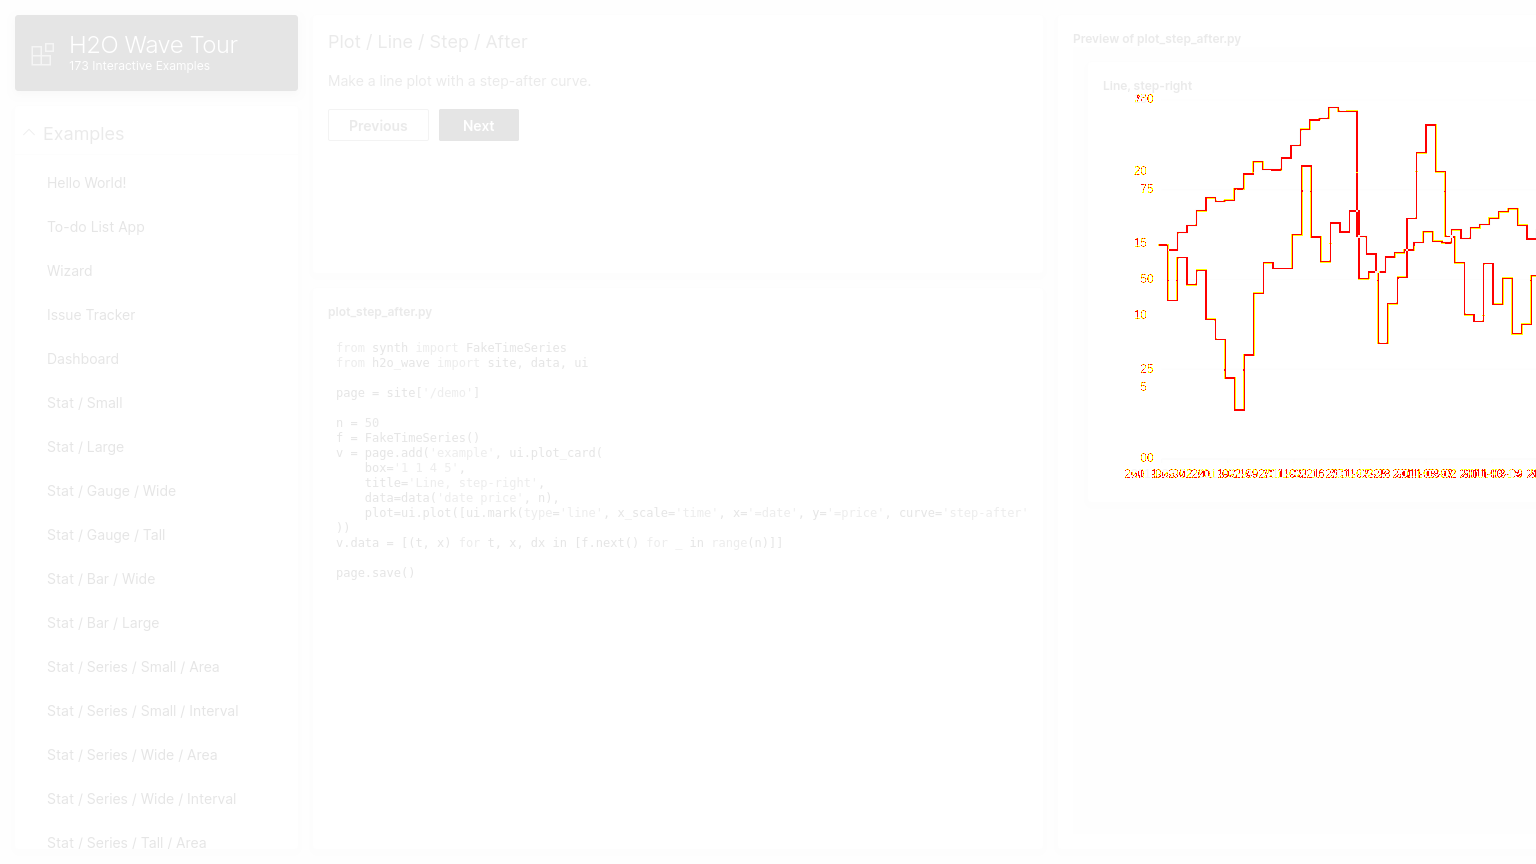 H2O Wave Tour
173 Interactive Examples
Examples
Hello World!
To-do List App
Wizard
Issue Tracker
Dashboard
Stat / Small
Stat / Large
Stat / Gauge / Wide
Stat / Gauge / Tall
Stat / Bar / Wide
Stat / Bar / Large
Stat / Series / Small / Area
Stat / Series / Small / Interval
Stat / Series / Wide / Area
Stat / Series / Wide / Interval
Stat / Series / Tall / Area
Plot / Line / Step / After
Make a line plot with a step-after curve.
Previous Next
plot_step_after.py
from synth import FakeTimeSeries
from h2o_wave import site, data, ui
page = site['/demo']
n = 50
f = FakeTimeSeries()
v = page.add('example', ui.plot_card(
box='1 1 4 5',
title='Line, step-right',
data=data('date price', n),
plot=ui.plot([ui.mark(type='line', x_scale='time', x='=date', y='=price', curve='step-after'
))
v.data = [(t, x) for t, x, dx in [f.next() for _ in range(n)]]
page.save()
Preview of plot_step_after.py
Line, step-right
20
75
15
50
10
25
5
00